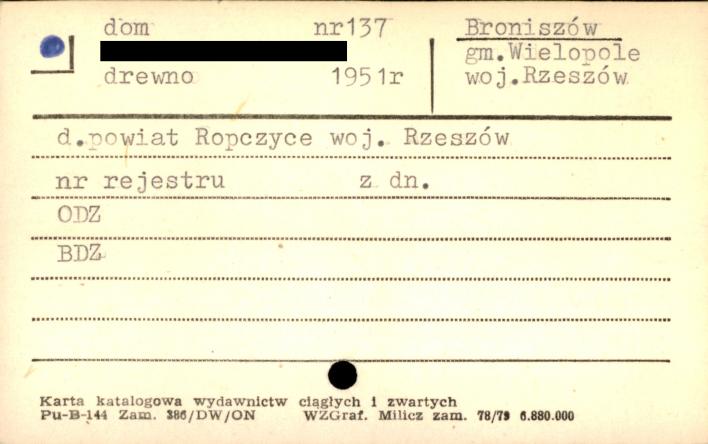 dom nr137
drewno 1951r
Broniszów
gm.Wielopole
woj.Rzeszów
d.powiat Ropczyce woj. Rzeszów
nr rejestru z dn.
ODZ
BDZ
Karta katalogowa wydawnictw ciągłych i zwartych
Pu-B-144 Zam. 386/DW/ON WZGraf. Milicz zam. 78/79 6.880.000